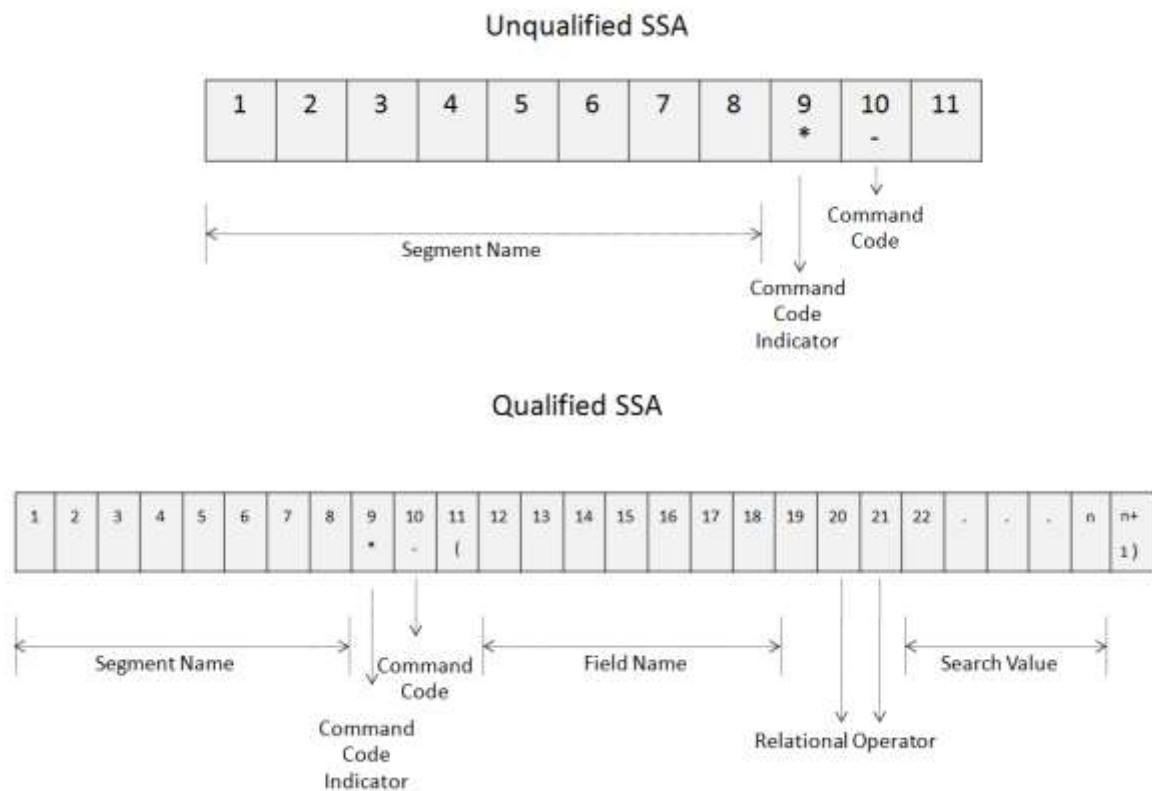 Unqualified SSA
1 2 3 4 5 6 7 8 9 10 11
* -
Segment Name
Command
Code
Command
Code
Indicator
Qualified SSA
1 2 3 4 5 6 7 8 9 10 11 12 13 14 15 16 17 18 19 20 21 22 . . . n n+
* - ( 1 )
Segment Name
Command
Code
Field Name
Search Value
Command
Code
Indicator
Relational Operator